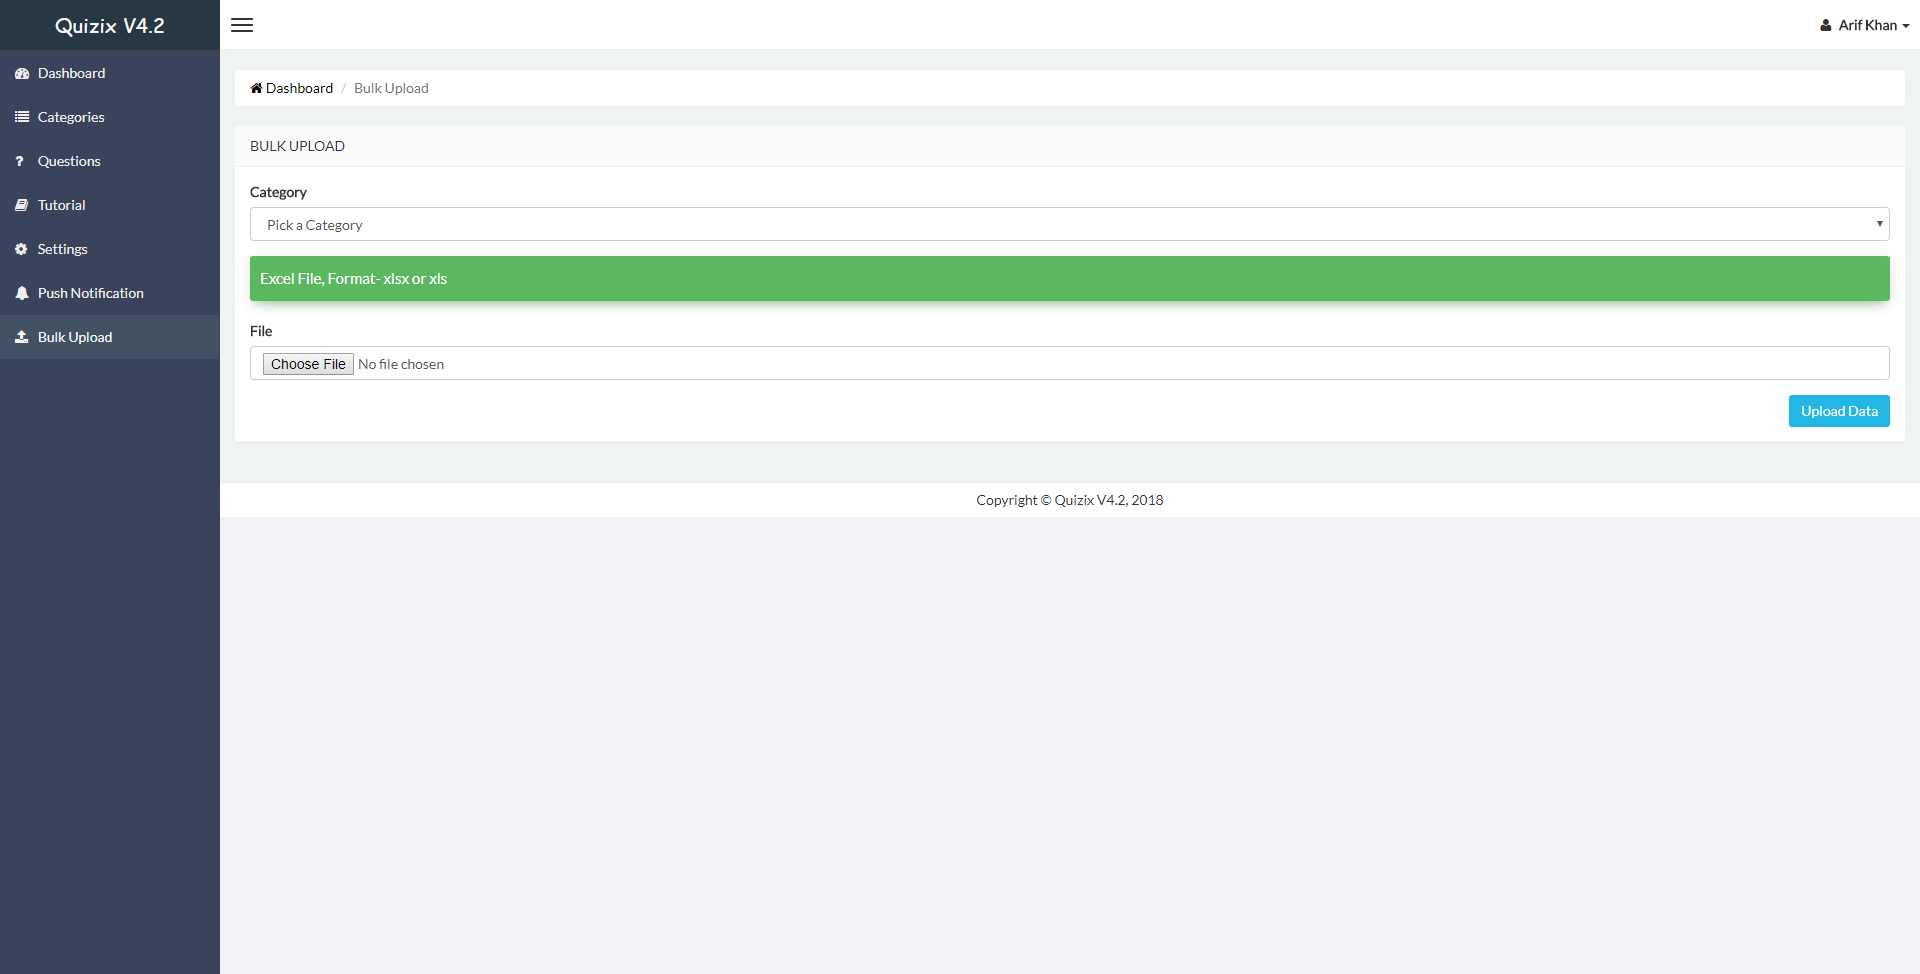 Quizix V4.2
Arif Khan
Dashboard
Categories
Questions
Tutorial
Settings
Push Notification
Bulk Upload
Dashboard / Bulk Upload
BULK UPLOAD
Category
Pick a Category
Excel File, Format- xlsx or xls
File
Choose File No file chosen
Upload Data
Copyright © Quizix V4.2, 2018